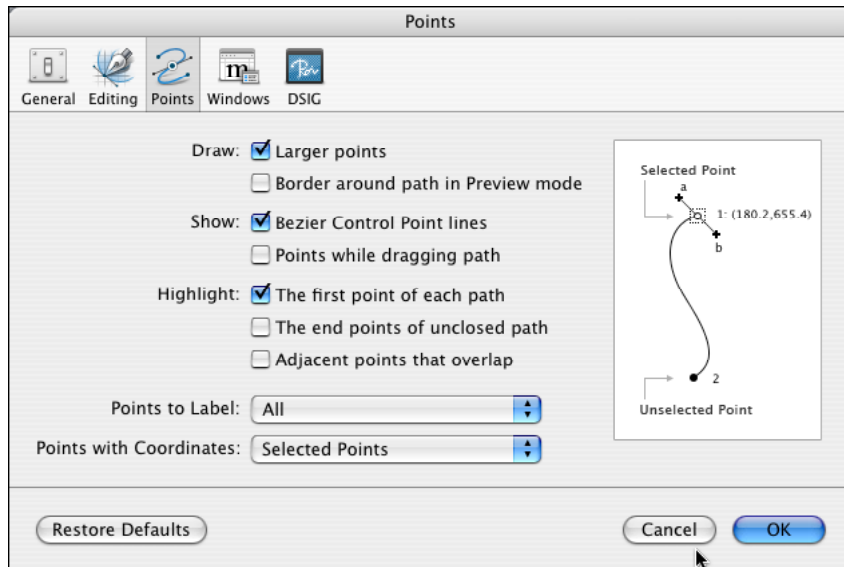 Points
General Editing Points Windows DSIG
Draw: Larger points
Border around path in Preview mode
Show: Bezier Control Point lines
Points while dragging path
Highlight: The first point of each path
The end points of unclosed path
Adjacent points that overlap
Points to Label: All
Points with Coordinates: Selected Points
Selected Point
a
1: (180.2,655.4)
b
2
Unselected Point
Restore Defaults Cancel OK